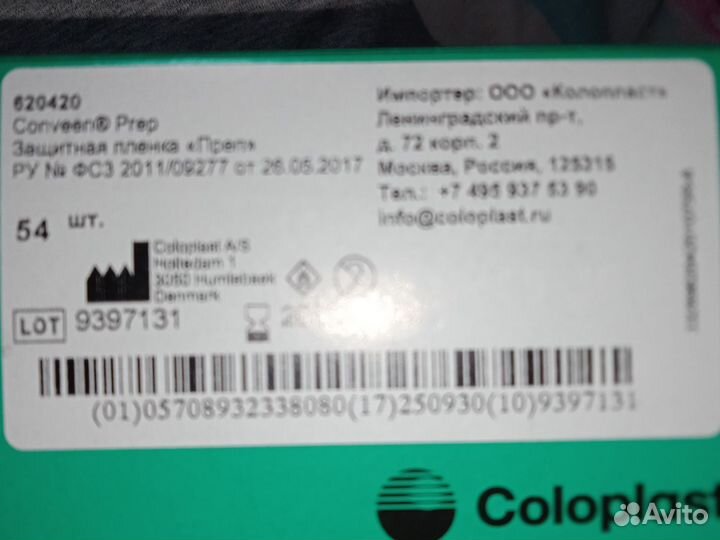 620420
Conveen® Prep
Защитная пленка «Преп»
РУ № ФСЗ 2011/09277 от 26.05.2017
54 шт.
Импортер: ООО «Колопласт»
Ленинградский пр-т,
д. 72 корп. 2
Москва, Россия, 125315
Тел.: +7 495 937 53 90
info@coloplast.ru
Coloplast A/S
Holtedam 1
3050 Humlebaek
Denmark
LOT 9397131
(01)05708932338080(17)250930(10)9397131
Coloplast
Avito